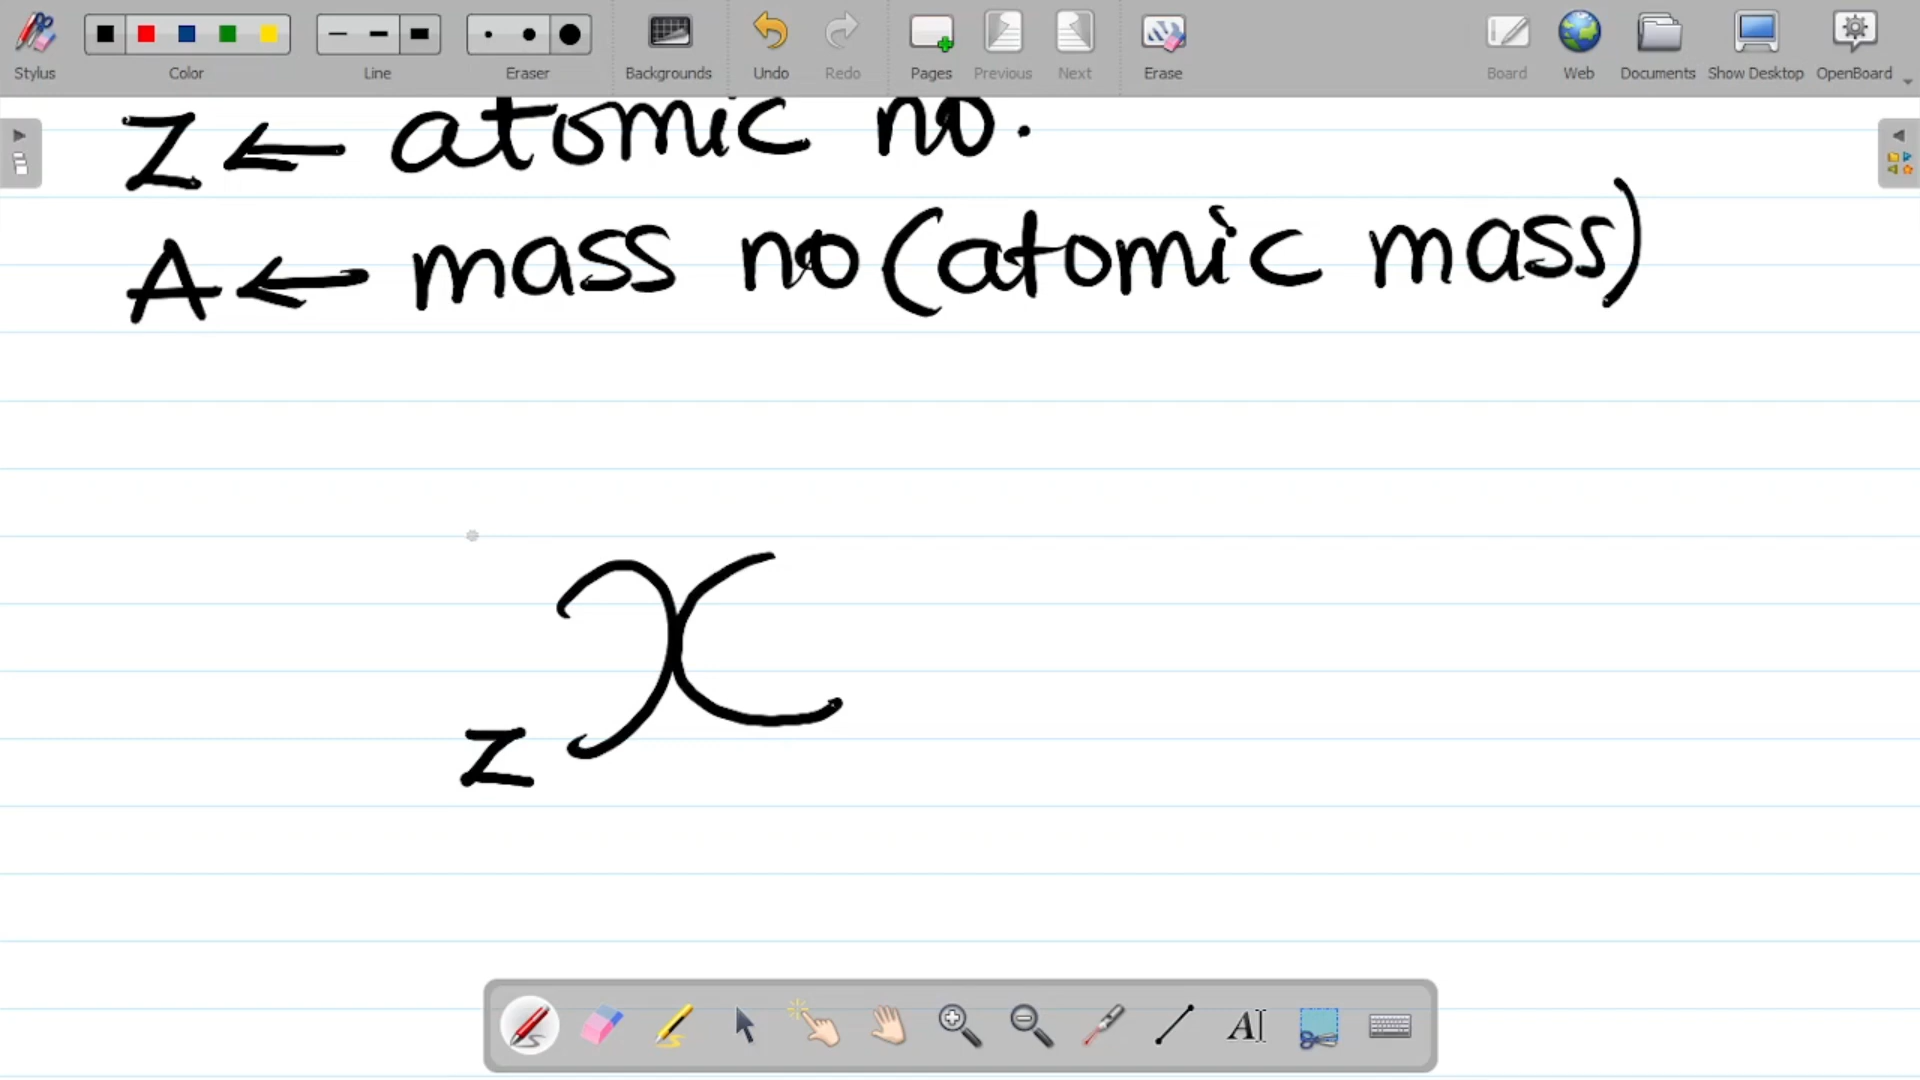 Stylus Color Line Eraser Backgrounds Undo Redo Pages Previous Next Erase Board Web Documents Show Desktop OpenBoard
Z ← atomic no.
A ← mass no (atomic mass)
X
Z
A